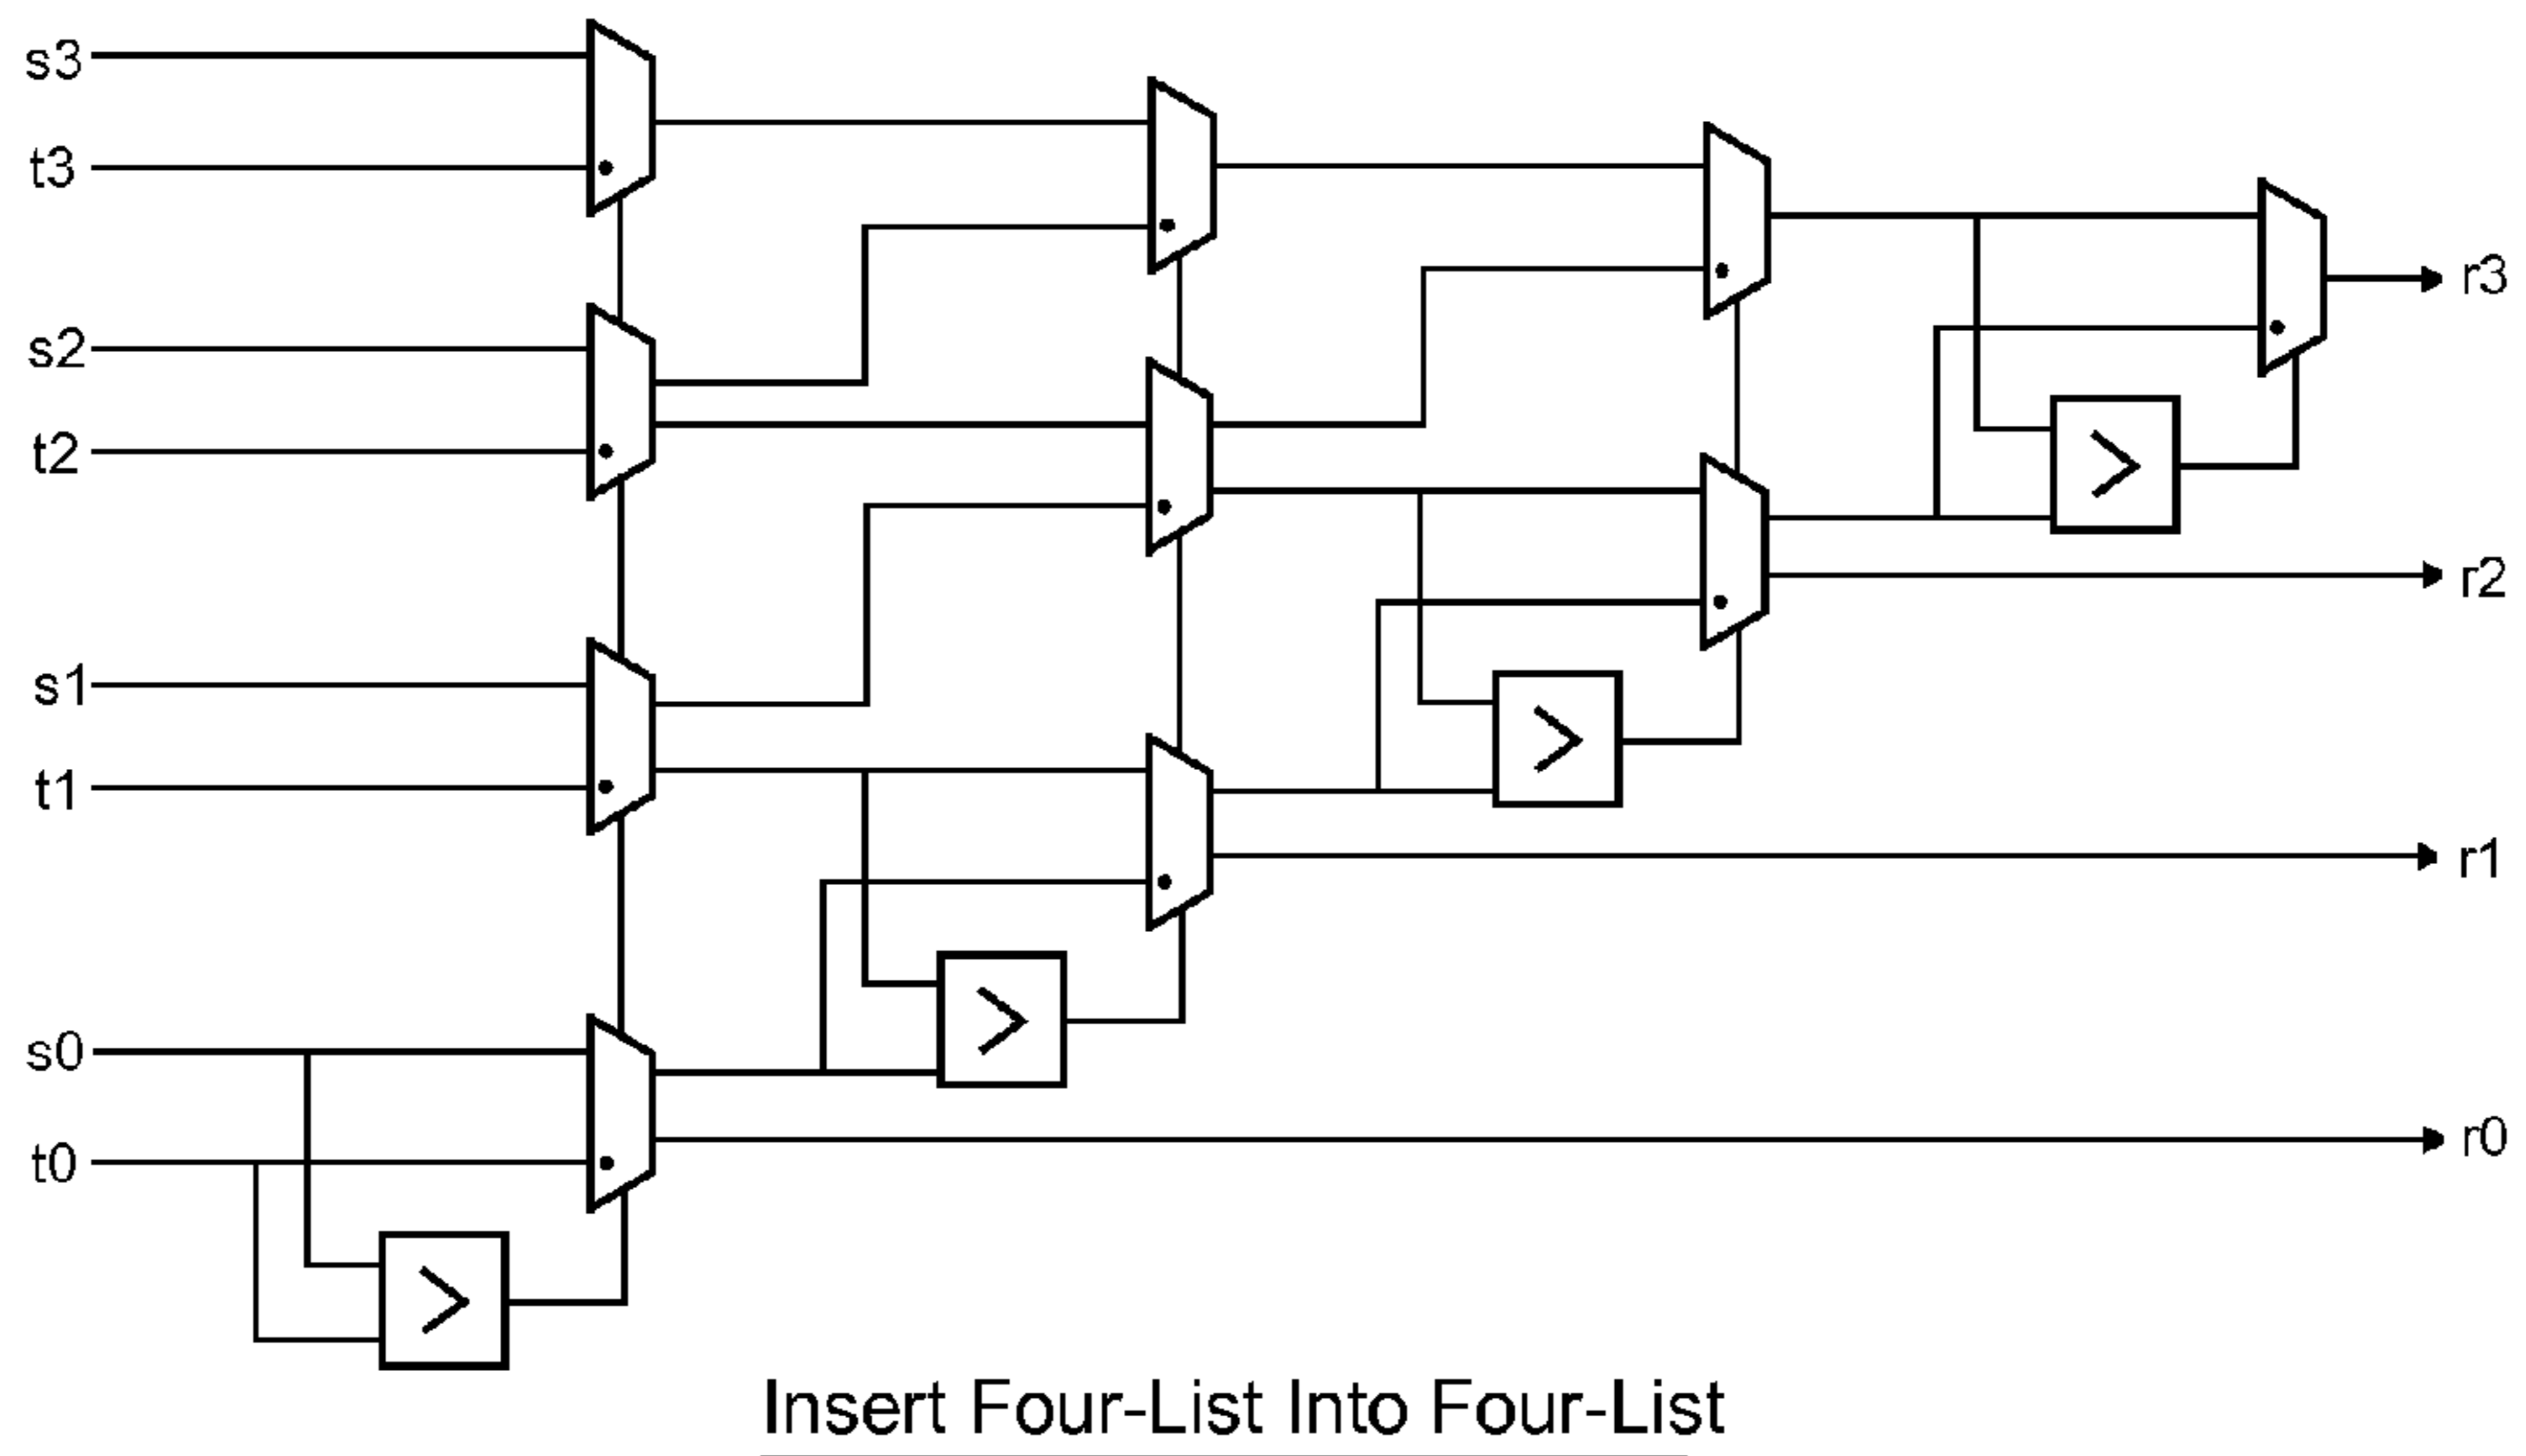 s3
t3
r3
s2
t2
r2
s1
t1
r1
s0
t0
r0
>
>
>
>
Insert Four-List Into Four-List